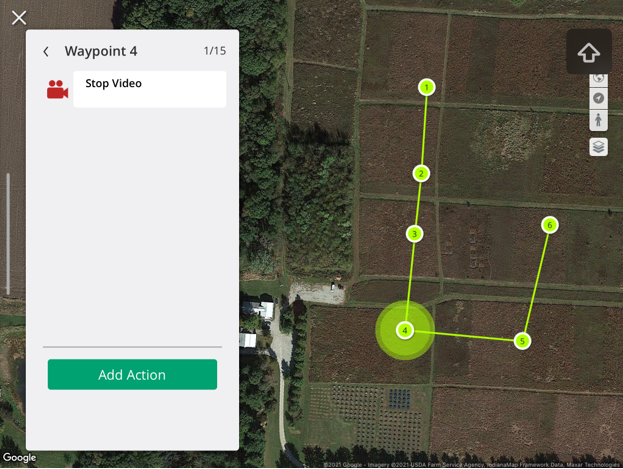 Waypoint 4
1/15
Stop Video
Add Action
1
2
3
4
5
6
Google
©2021 Google - Imagery ©2021 USDA Farm Service Agency, IndianaMap Framework Data, Maxar Technologies